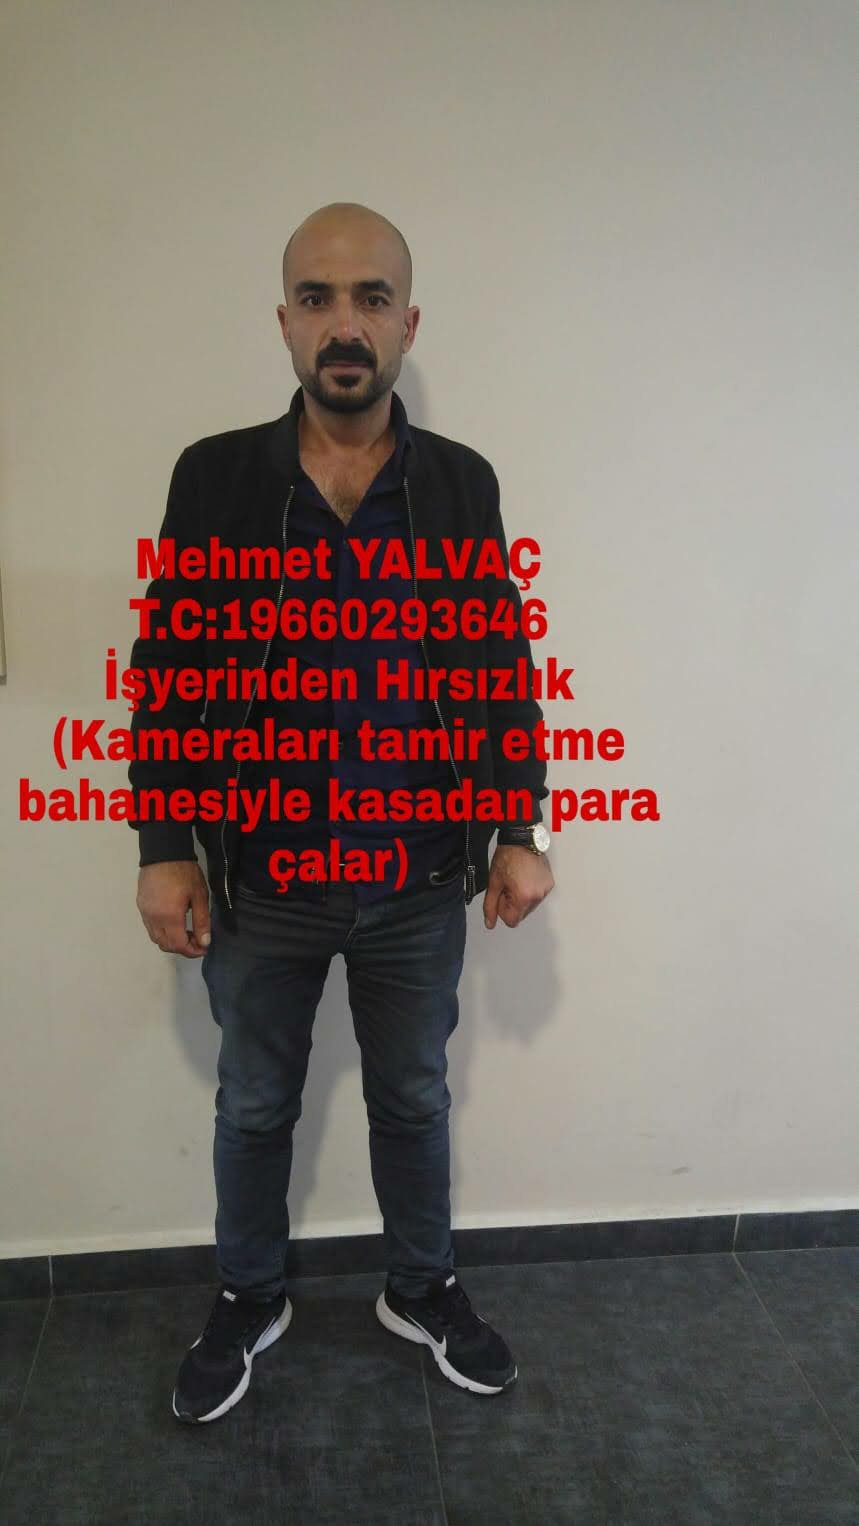 Mehmet YALVAÇ
T.C:19660293646
İşyerinden Hırsızlık
(Kameraları tamir etme
bahanesiyle kasadan para
çalar)